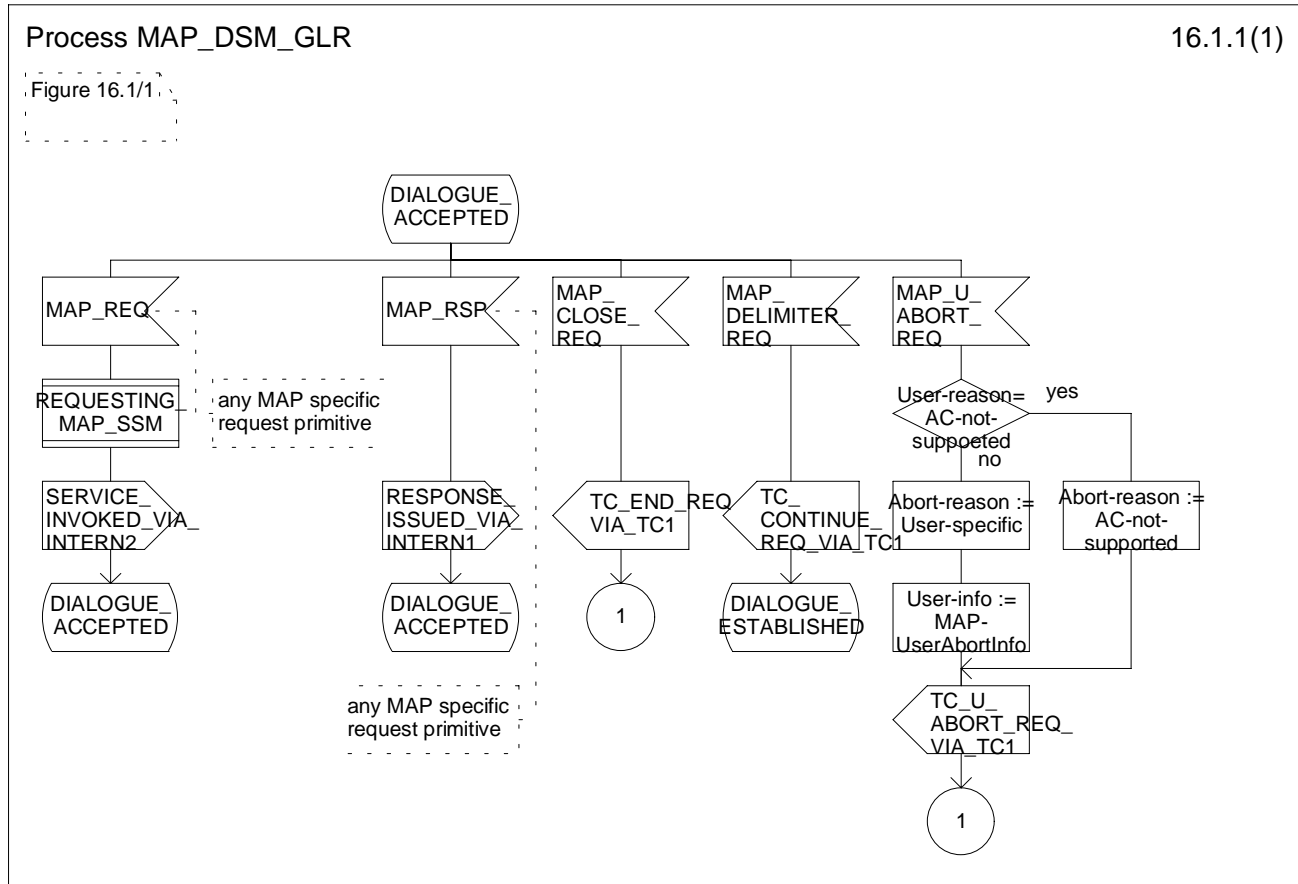 Process MAP_DSM_GLR
16.1.1(1)
Figure 16.1/1
DIALOGUE_
ACCEPTED
MAP_REQ
MAP_RSP
MAP_
CLOSE_
REQ
MAP_
DELIMITER_
REQ
MAP_U_
ABORT_
REQ
REQUESTING_
MAP_SSM
any MAP specific
request primitive
User-reason=
AC-not-
suppoeted
yes
no
SERVICE_
INVOKED_VIA_
INTERN2
RESPONSE_
ISSUED_VIA_
INTERN1
TC_END_REQ
VIA_TC1
TC_
CONTINUE_
REQ_VIA_TC1
Abort-reason :=
User-specific
Abort-reason :=
AC-not-
supported
DIALOGUE_
ACCEPTED
DIALOGUE_
ACCEPTED
1
DIALOGUE_
ESTABLISHED
User-info :=
MAP-
UserAbortInfo
any MAP specific
request primitive
TC_U_
ABORT_REQ_
VIA_TC1
1